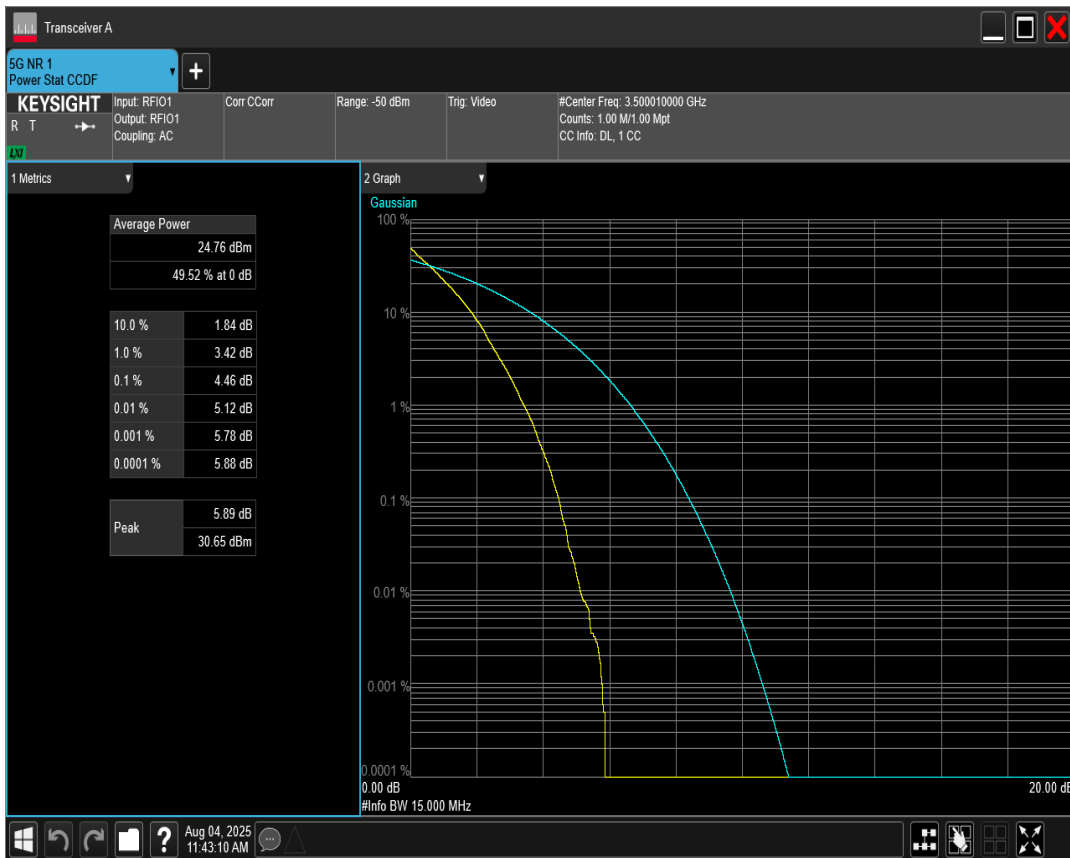 Transceiver A
5G NR 1
Power Stat CCDF
KEYSIGHT
R T
LXI
Input: RFIO1
Output: RFIO1
Coupling: AC
Corr CCorr
Range: -50 dBm
Trig: Video
#Center Freq: 3.500010000 GHz
Counts: 1.00 M/1.00 Mpt
CC Info: DL, 1 CC
1 Metrics
Average Power
24.76 dBm
49.52 % at 0 dB
10.0 % 1.84 dB
1.0 % 3.42 dB
0.1 % 4.46 dB
0.01 % 5.12 dB
0.001 % 5.78 dB
0.0001 % 5.88 dB
Peak
5.89 dB
30.65 dBm
2 Graph
Gaussian
100 %
10 %
1 %
0.1 %
0.01 %
0.001 %
0.0001 %
0.00 dB 20.00 dB
#Info BW 15.000 MHz
?
Aug 04, 2025
11:43:10 AM